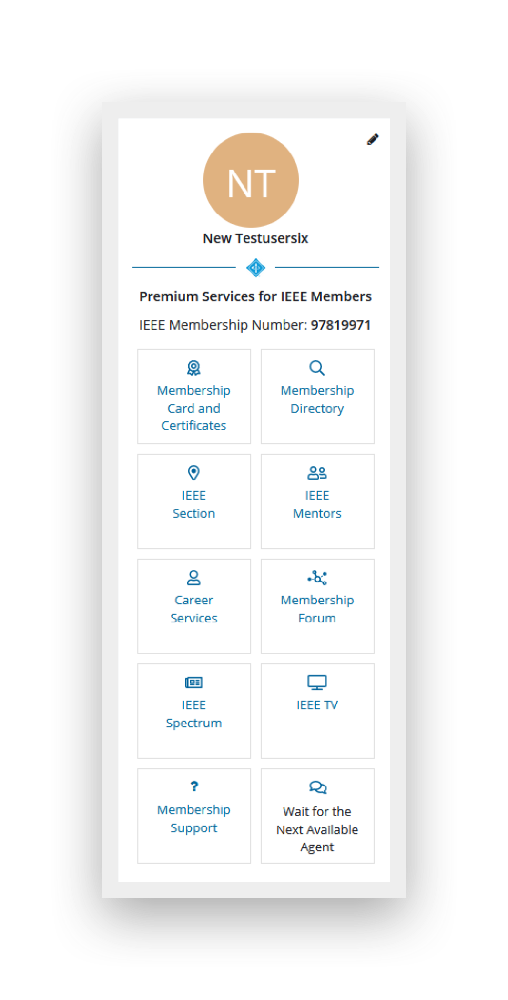 NT
New Testusersix
Premium Services for IEEE Members
IEEE Membership Number: 97819971
Membership
Card and
Certificates
Membership
Directory
IEEE
Section
IEEE
Mentors
Career
Services
Membership
Forum
IEEE
Spectrum
IEEE TV
?
Membership
Support
Wait for the
Next Available
Agent